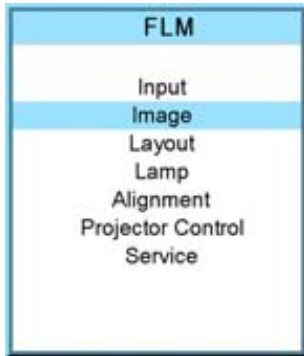 FLM
Input
Image
Layout
Lamp
Alignment
Projector Control
Service